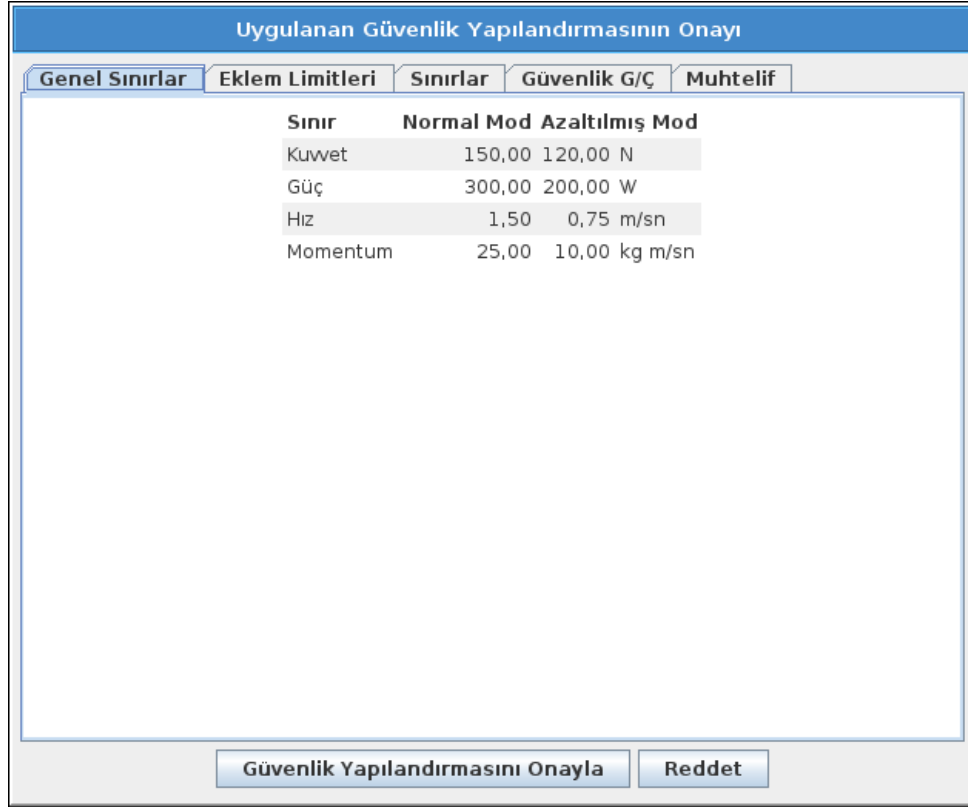 Uygulanan Güvenlik Yapılandırmasının Onayı
Genel Sınırlar Eklem Limitleri Sınırlar Güvenlik G/Ç Muhtelif
Sınır Normal Mod Azaltılmış Mod
Kuvvet 150,00 120,00 N
Güç 300,00 200,00 W
Hız 1,50 0,75 m/sn
Momentum 25,00 10,00 kg m/sn
Güvenlik Yapılandırmasını Onayla Reddet